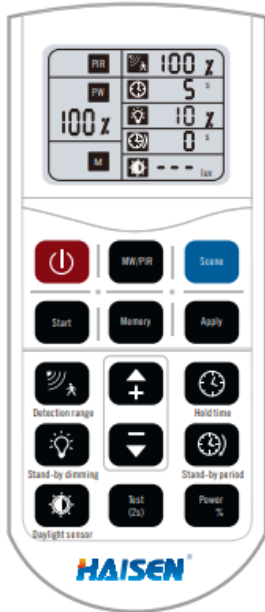 PIR 100 %
PW 5 s
100 % 10 %
0 s
M --- lux
MW/PIR Scene
Start Memory Apply
Detection range Hold time
Stand-by dimming Stand-by period
Daylight sensor Test (2s) Power %
HAISEN